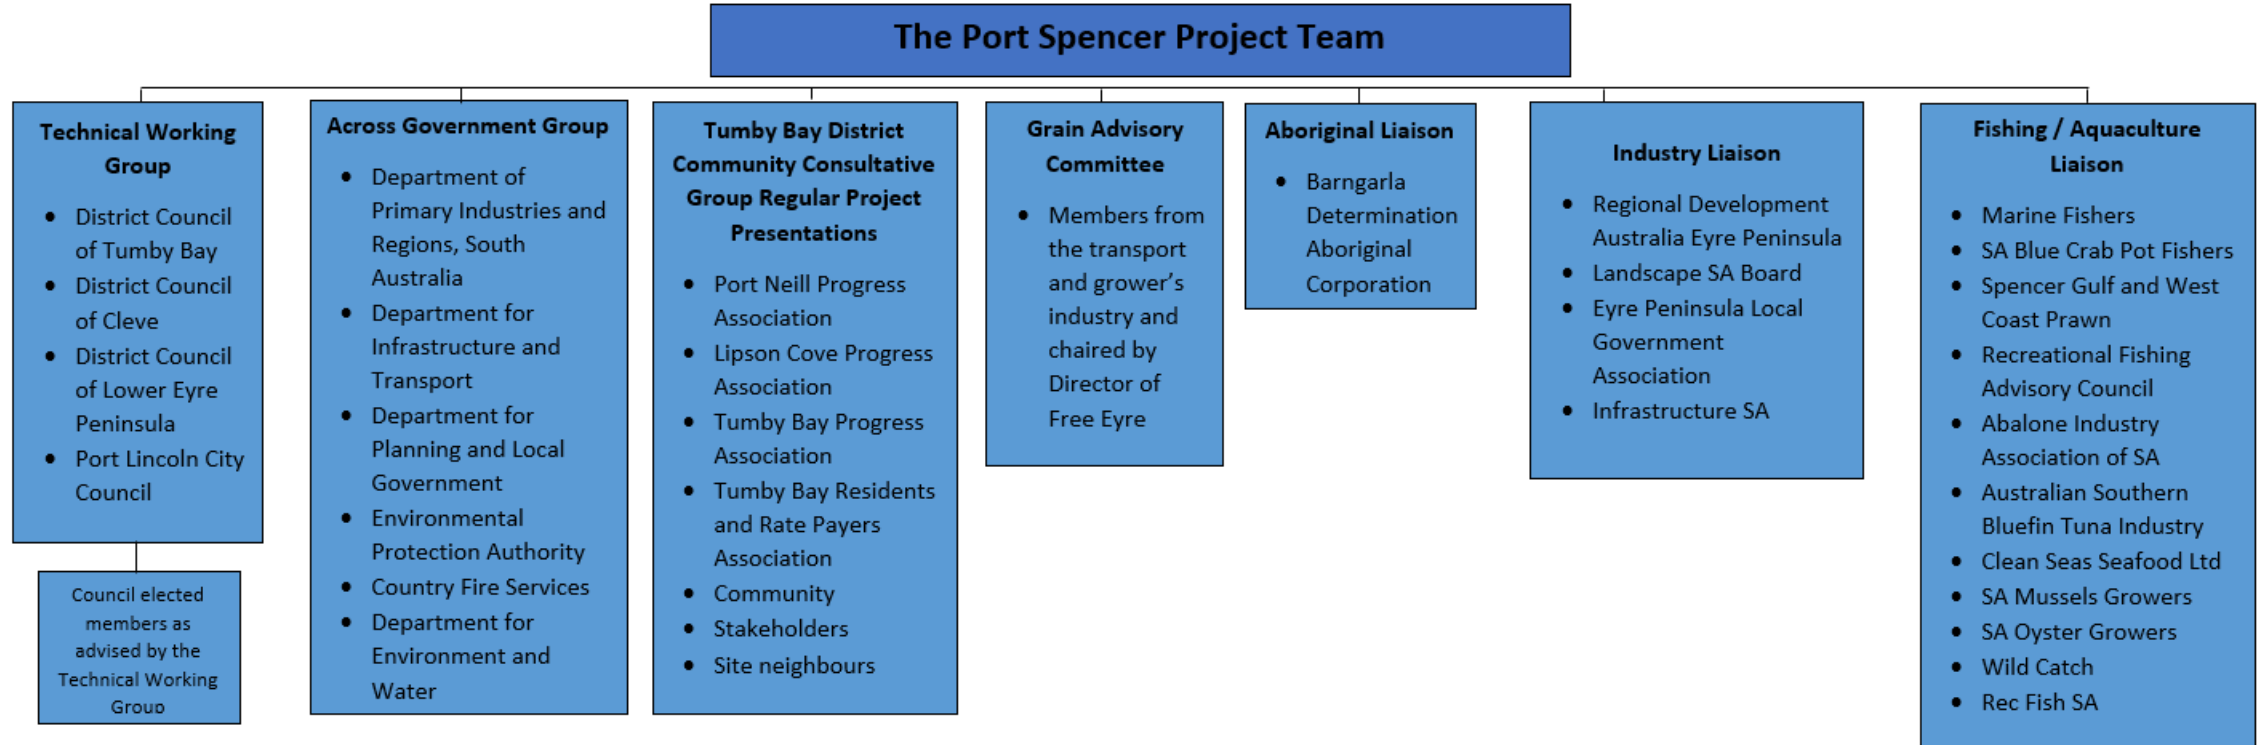 The Port Spencer Project Team
Technical Working
Group
• District Council
of Tumby Bay
• District Council
of Cleve
• District Council
of Lower Eyre
Peninsula
• Port Lincoln City
Council
Council elected
members as
advised by the
Technical Working
Group
Across Government Group
• Department of
Primary Industries and
Regions, South
Australia
• Department for
Infrastructure and
Transport
• Department for
Planning and Local
Government
• Environmental
Protection Authority
• Country Fire Services
• Department for
Environment and
Water
Tumby Bay District
Community Consultative
Group Regular Project
Presentations
• Port Neill Progress
Association
• Lipson Cove Progress
Association
• Tumby Bay Progress
Association
• Tumby Bay Residents
and Rate Payers
Association
• Community
• Stakeholders
• Site neighbours
Grain Advisory
Committee
• Members from
the transport
and grower’s
industry and
chaired by
Director of
Free Eyre
Aboriginal Liaison
• Barngarla
Determination
Aboriginal
Corporation
Industry Liaison
• Regional Development
Australia Eyre Peninsula
• Landscape SA Board
• Eyre Peninsula Local
Government
Association
• Infrastructure SA
Fishing / Aquaculture
Liaison
• Marine Fishers
• SA Blue Crab Pot Fishers
• Spencer Gulf and West
Coast Prawn
• Recreational Fishing
Advisory Council
• Abalone Industry
Association of SA
• Australian Southern
Bluefin Tuna Industry
• Clean Seas Seafood Ltd
• SA Mussels Growers
• SA Oyster Growers
• Wild Catch
• Rec Fish SA